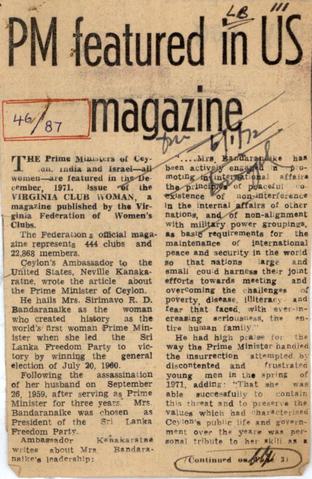 LB III
PM featured in US
magazine
46/87
6/1/72
THE Prime Ministers of Cey-
lon, India and Israel—all
women—are featured in the De-
cember, 1971, issue of the
VIRGINIA CLUB WOMAN, a
magazine published by the Vir-
ginia Federation of Women's
Clubs.
The Federation's official maga-
zine represents 444 clubs and
22,868 members.
Ceylon's Ambassador to the
United States, Neville Kanaka-
ratne, wrote the article about
the Prime Minister of Ceylon.
He hails Mrs. Sirimavo R. D.
Bandaranaike as the woman
who created history as the
world's first woman Prime Min-
ister when she led the Sri
Lanka Freedom Party to vic-
tory by winning the general
election of July 20, 1960.
Following the assassination
of her husband on September
26, 1959, after serving as Prime
Minister for three years. Mrs.
Bandaranaike was chosen as
President of the Sri Lanka
Freedom Party.
Ambassador Kanakaratne
writes about Mrs. Bandara-
naike's leadership:
"....Mrs. Bandaranaike has
been actively engaged in pro-
moting in international affairs
the principles of peaceful co-
existence of non-interference
in the internal affairs of other
nations, and of non-alignment
with military power groupings,
as basic requirements for the
maintenance of international
peace and security in the world
so that nations large and
small could harness their joint
efforts towards meeting and
overcoming the challenges of
poverty, disease, illiteracy and
fear that faced, with ever-in-
creasing seriousness, the en-
tire human family."
He had high praise for the
way the Prime Minister handled
the insurrection attempted by
discontented and frustrated
young men in the spring of
1971, adding: "That she was
able successfully to contain
this threat and to preserve the
values which had characterised
Ceylon's public life and govern-
ment over the years was per-
sonal tribute to her skill as a
(Continued on 3)